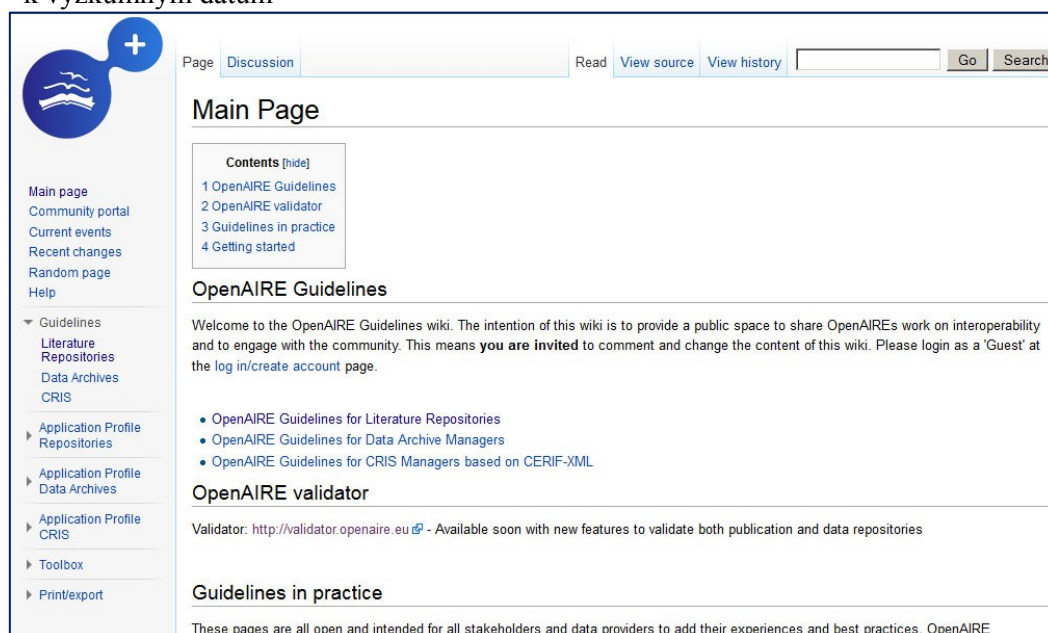 k výzkumným datům
Page Discussion Read View source View history Go Search
Main Page
Contents [hide]
1 OpenAIRE Guidelines
2 OpenAIRE validator
3 Guidelines in practice
4 Getting started
Main page
Community portal
Current events
Recent changes
Random page
Help
Guidelines
Literature
Repositories
Data Archives
CRIS
Application Profile
Repositories
Application Profile
Data Archives
Application Profile
CRIS
Toolbox
Print/export
OpenAIRE Guidelines
Welcome to the OpenAIRE Guidelines wiki. The intention of this wiki is to provide a public space to share OpenAIREs work on interoperability
and to engage with the community. This means you are invited to comment and change the content of this wiki. Please login as a 'Guest' at
the log in/create account page.
• OpenAIRE Guidelines for Literature Repositories
• OpenAIRE Guidelines for Data Archive Managers
• OpenAIRE Guidelines for CRIS Managers based on CERIF-XML
OpenAIRE validator
Validator: http://validator.openaire.eu - Available soon with new features to validate both publication and data repositories
Guidelines in practice
These pages are all open and intended for all stakeholders and data providers to add their experiences and best practices. OpenAIRE